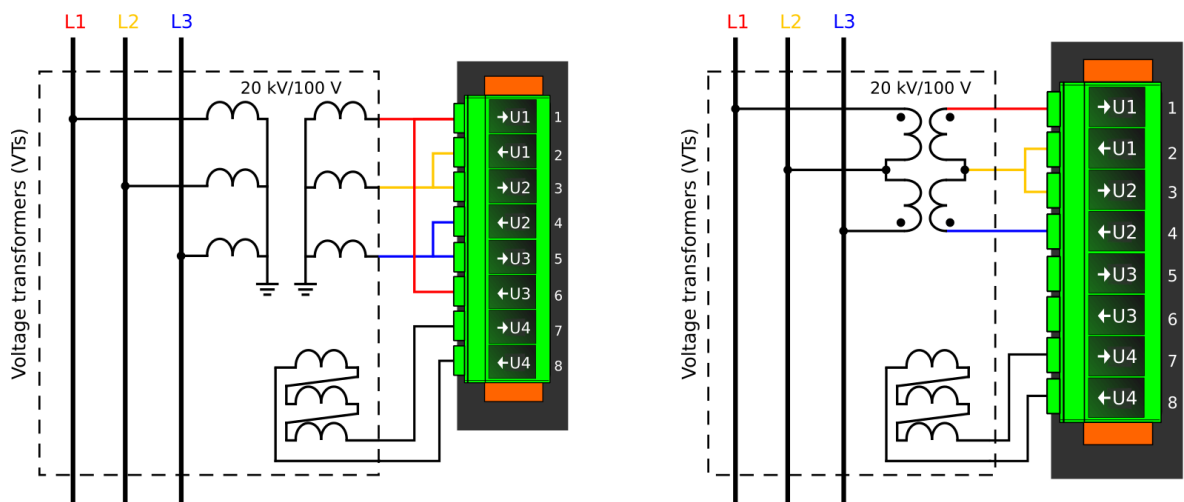 L1 L2 L3
20 kV/100 V
Voltage transformers (VTs)
→U1 1
←U1 2
→U2 3
←U2 4
→U3 5
←U3 6
→U4 7
←U4 8
L1 L2 L3
20 kV/100 V
Voltage transformers (VTs)
→U1 1
←U1 2
→U2 3
←U2 4
→U3 5
←U3 6
→U4 7
←U4 8